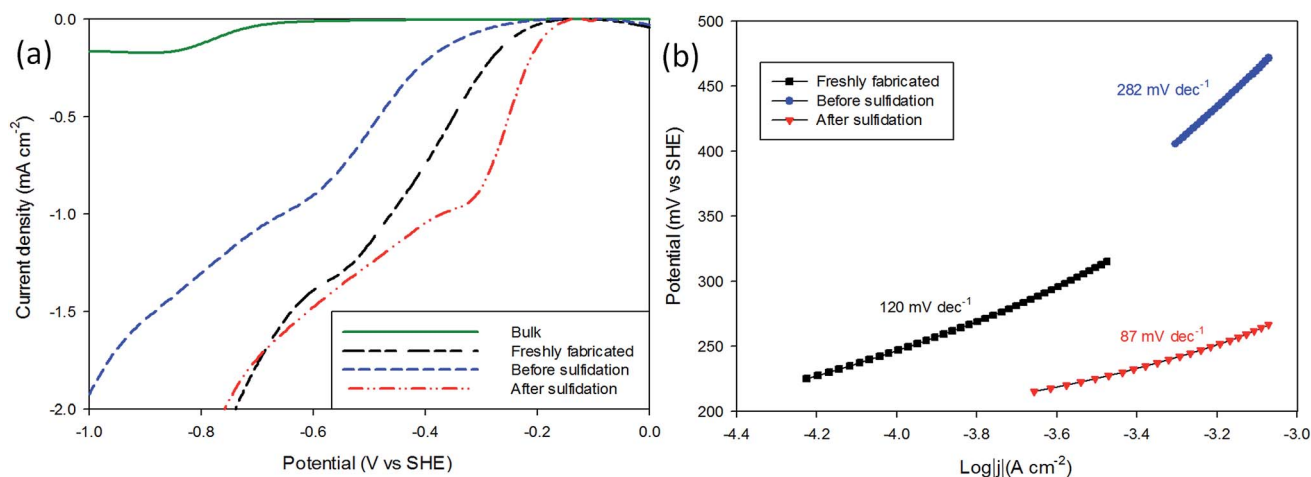 (a)
Current density (mA cm-2)
0.0
-0.5
-1.0
-1.5
-2.0
-1.0 -0.8 -0.6 -0.4 -0.2 0.0
Potential (V vs SHE)
Bulk
Freshly fabricated
Before sulfidation
After sulfidation
(b)
Potential (mV vs SHE)
500
450
400
350
300
250
200
-4.4 -4.2 -4.0 -3.8 -3.6 -3.4 -3.2 -3.0
Log|j|(A cm-2)
Freshly fabricated
Before sulfidation
After sulfidation
282 mV dec-1
120 mV dec-1
87 mV dec-1